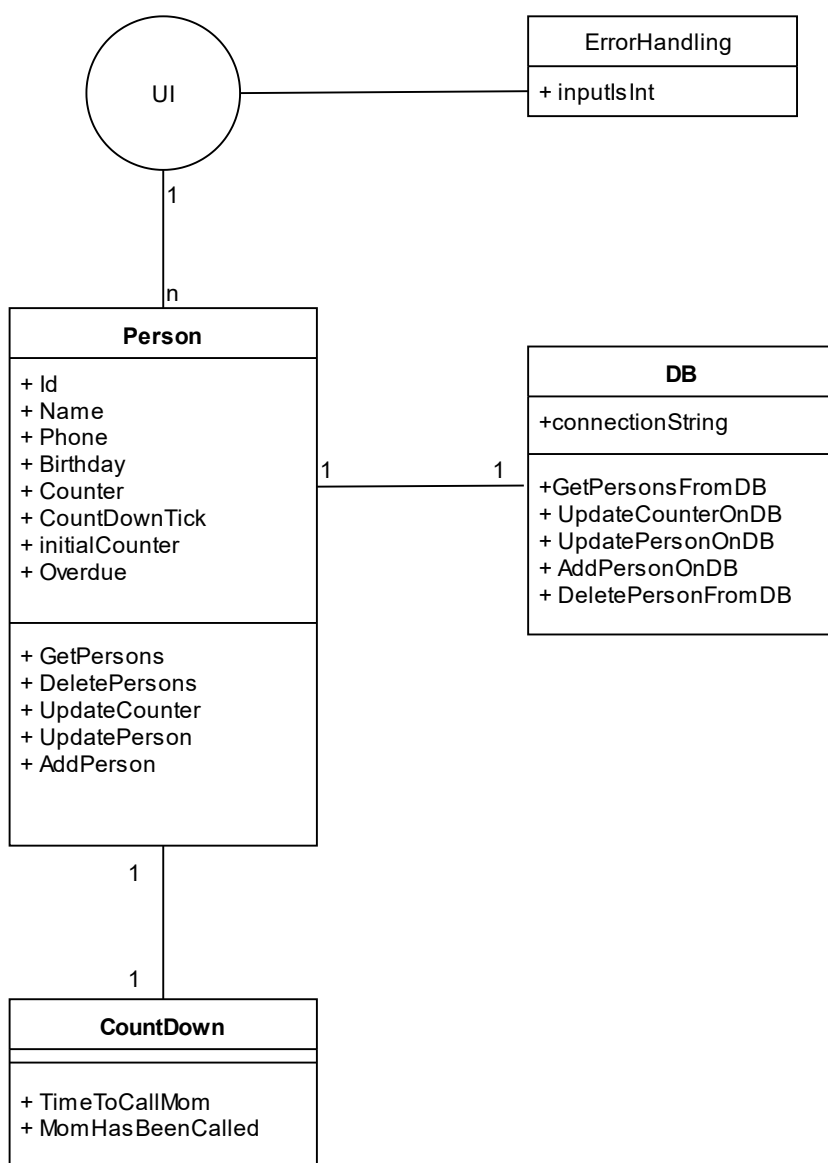 UI
ErrorHandling
+ inputIsInt
1
n
Person
+ Id
+ Name
+ Phone
+ Birthday
+ Counter
+ CountDownTick
+ initialCounter
+ Overdue
+ GetPersons
+ DeletePersons
+ UpdateCounter
+ UpdatePerson
+ AddPerson
1
1
DB
+connectionString
+GetPersonsFromDB
+ UpdateCounterOnDB
+ UpdatePersonOnDB
+ AddPersonOnDB
+ DeletePersonFromDB
1
1
CountDown
+ TimeToCallMom
+ MomHasBeenCalled